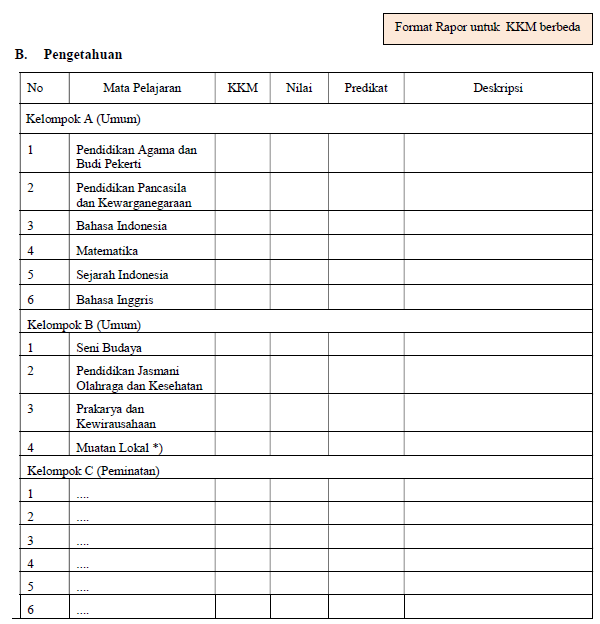 Format Rapor untuk KKM berbeda
B. Pengetahuan
No Mata Pelajaran KKM Nilai Predikat Deskripsi
Kelompok A (Umum)
1 Pendidikan Agama dan
Budi Pekerti
2 Pendidikan Pancasila
dan Kewarganegaraan
3 Bahasa Indonesia
4 Matematika
5 Sejarah Indonesia
6 Bahasa Inggris
Kelompok B (Umum)
1 Seni Budaya
2 Pendidikan Jasmani
Olahraga dan Kesehatan
3 Prakarya dan
Kewirausahaan
4 Muatan Lokal *)
Kelompok C (Peminatan)
1 ....
2 ....
3 ....
4 ....
5 ....
6 ....